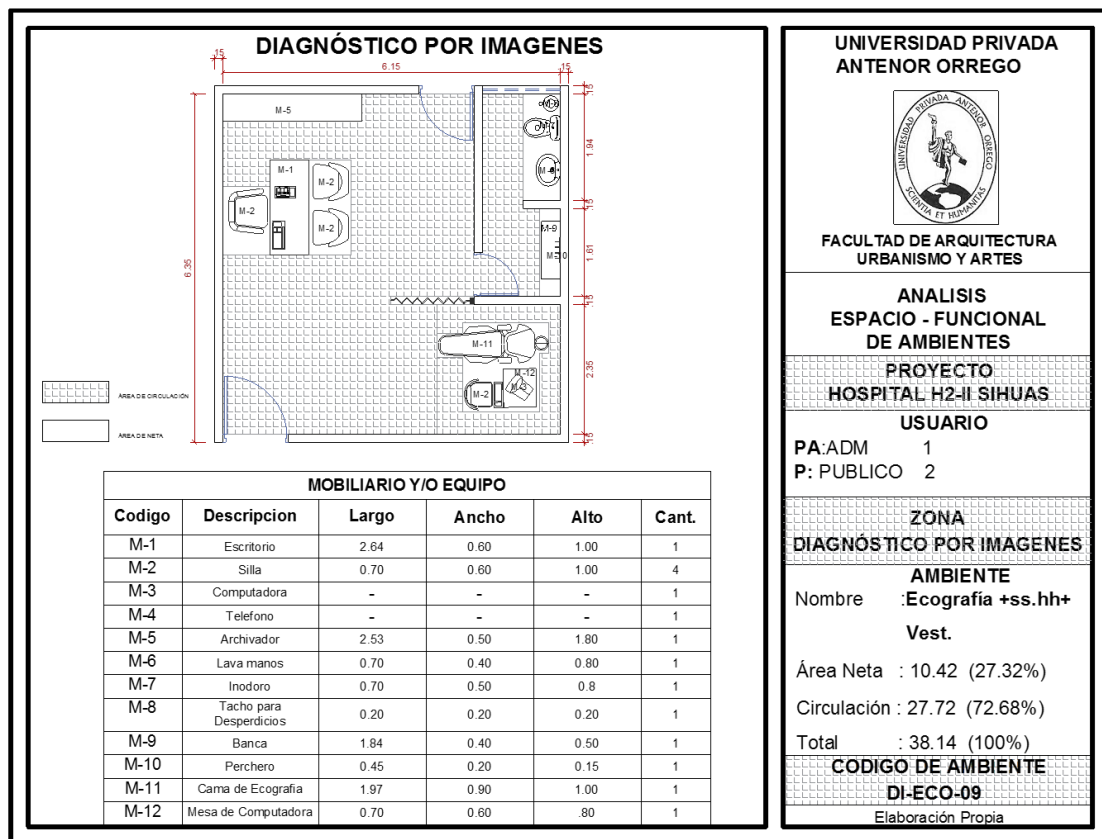 DIAGNÓSTICO POR IMAGENES
.15
6.15
.15
M-5
M-1
M-2
M-2
M-2
M-9
M-11
M-12
M-2
6.35
.15
1.94
.15
1.61
.15
2.35
.15
ÁREA DE CIRCULACIÓN
ÁREA DE NETA
MOBILIARIO Y/O EQUIPO
Codigo Descripcion Largo Ancho Alto Cant.
M-1 Escritorio 2.64 0.60 1.00 1
M-2 Silla 0.70 0.60 1.00 4
M-3 Computadora - - - 1
M-4 Telefono - - - 1
M-5 Archivador 2.53 0.50 1.80 1
M-6 Lava manos 0.70 0.40 0.80 1
M-7 Inodoro 0.70 0.50 0.8 1
M-8 Tacho para Desperdicios 0.20 0.20 0.20 1
M-9 Banca 1.84 0.40 0.50 1
M-10 Perchero 0.45 0.20 0.15 1
M-11 Cama de Ecografia 1.97 0.90 1.00 1
M-12 Mesa de Computadora 0.70 0.60 .80 1
UNIVERSIDAD PRIVADA
ANTENOR ORREGO
UNIVERSIDAD PRIVADA ANTENOR ORREGO
SCIENTIA ET HUMANITAS
FACULTAD DE ARQUITECTURA
URBANISMO Y ARTES
ANALISIS
ESPACIO - FUNCIONAL
DE AMBIENTES
PROYECTO
HOSPITAL H2-II SIHUAS
USUARIO
PA:ADM 1
P: PUBLICO 2
ZONA
DIAGNÓSTICO POR IMAGENES
AMBIENTE
Nombre :Ecografía +ss.hh+
Vest.
Área Neta : 10.42 (27.32%)
Circulación : 27.72 (72.68%)
Total : 38.14 (100%)
CODIGO DE AMBIENTE
DI-ECO-09
Elaboración Propia